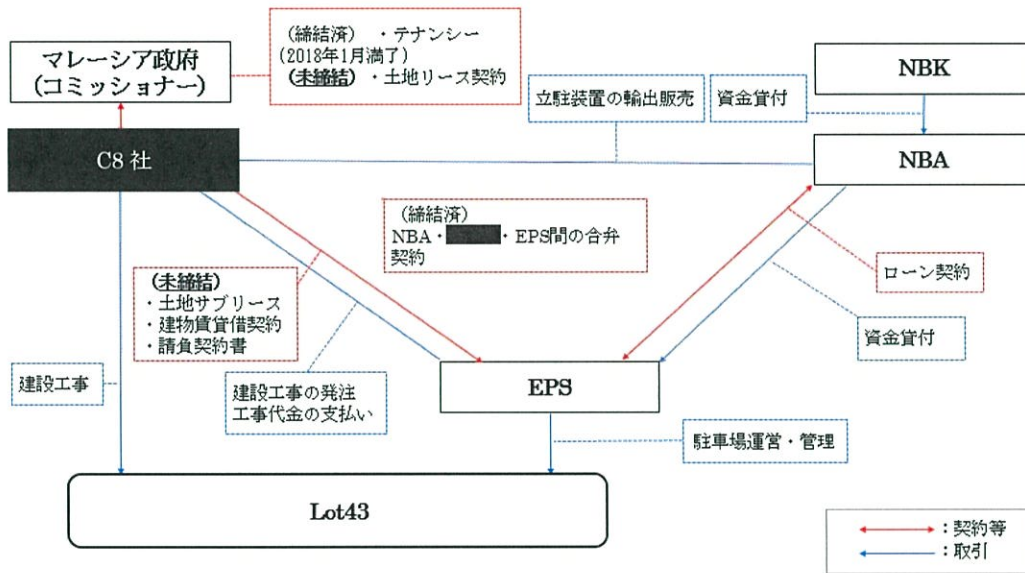 マレーシア政府
(コミッショナー)
(締結済) ・テナンシー
(2018年1月満了)
(未締結)・土地リース契約
NBK
立駐装置の輸出販売
資金貸付
C8 社
NBA
(締結済)
NBA・
・EPS間の合弁
契約
ローン契約
(未締結)
・土地サブリース
・建物賃貸借契約
・請負契約書
資金貸付
建設工事
建設工事の発注
工事代金の支払い
EPS
駐車場運営・管理
Lot43
:契約等
:取引